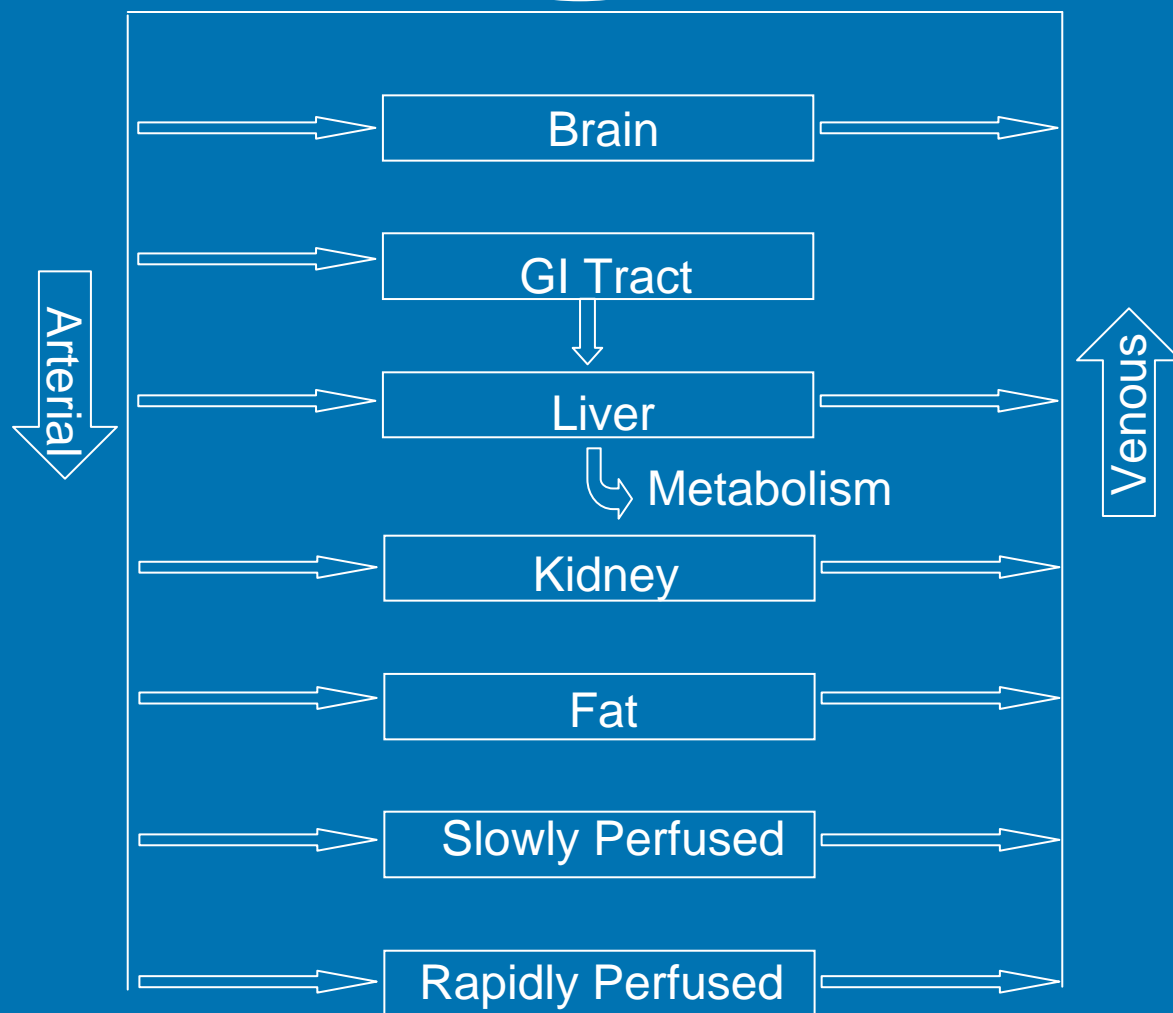 Brain
GI Tract
Arterial
Liver
Venous
Metabolism
Kidney
Fat
Slowly Perfused
Rapidly Perfused